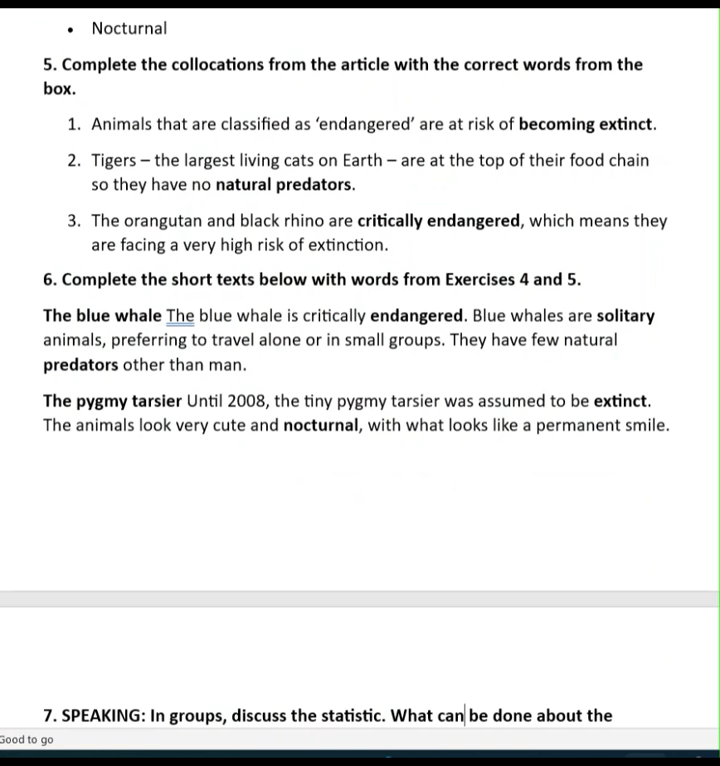 • Nocturnal
5. Complete the collocations from the article with the correct words from the
box.
1. Animals that are classified as ‘endangered’ are at risk of becoming extinct.
2. Tigers – the largest living cats on Earth – are at the top of their food chain
so they have no natural predators.
3. The orangutan and black rhino are critically endangered, which means they
are facing a very high risk of extinction.
6. Complete the short texts below with words from Exercises 4 and 5.
The blue whale The blue whale is critically endangered. Blue whales are solitary
animals, preferring to travel alone or in small groups. They have few natural
predators other than man.
The pygmy tarsier Until 2008, the tiny pygmy tarsier was assumed to be extinct.
The animals look very cute and nocturnal, with what looks like a permanent smile.
7. SPEAKING: In groups, discuss the statistic. What can be done about the
Good to go